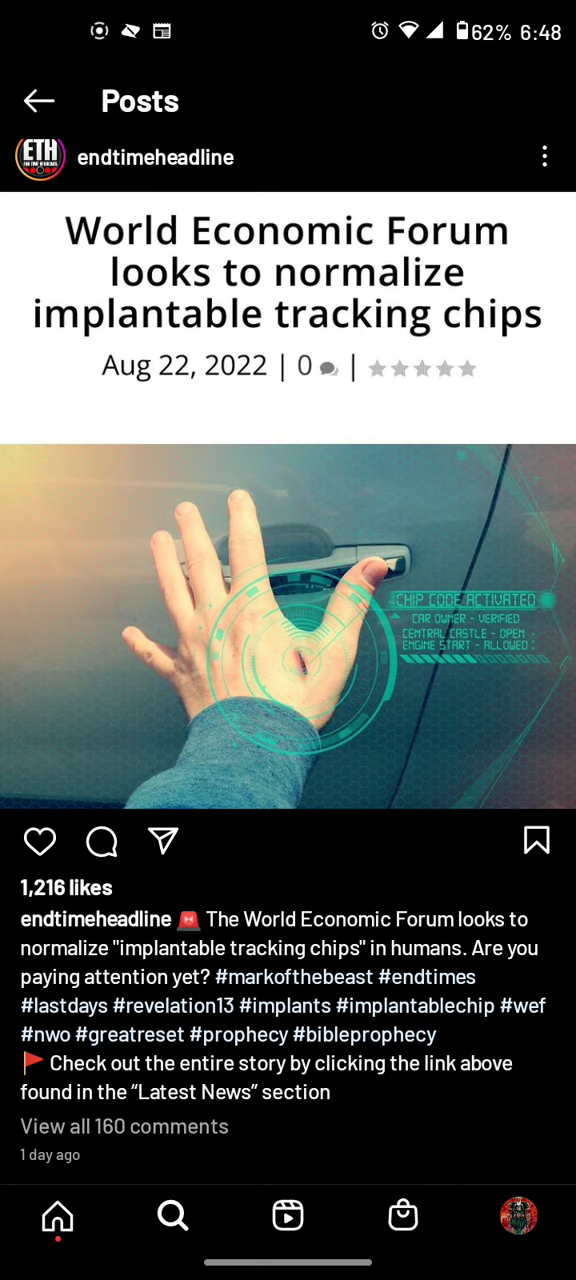 62% 6:48
Posts
ETH
endtimeheadline
World Economic Forum
looks to normalize
implantable tracking chips
Aug 22, 2022 | 0 |
CHIP CODE ACTIVATED
CAR OWNER - VERIFIED
CENTRAL CASTLE - OPEN
ENGINE START - ALLOWED
1,216 likes
endtimeheadline 🚨 The World Economic Forum looks to
normalize "implantable tracking chips" in humans. Are you
paying attention yet? #markofthebeast #endtimes
#lastdays #revelation13 #implants #implantablechip #wef
#nwo #greatreset #prophecy #bibleprophecy
🚩 Check out the entire story by clicking the link above
found in the “Latest News” section
View all 160 comments
1 day ago